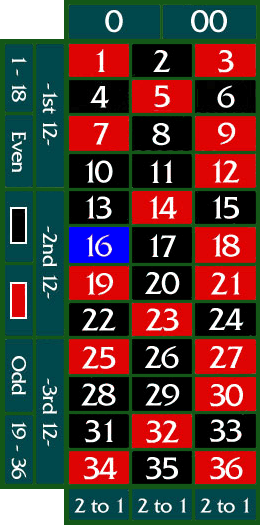 0 00
1 2 3
4 5 6
7 8 9
10 11 12
13 14 15
16 17 18
19 20 21
22 23 24
25 26 27
28 29 30
31 32 33
34 35 36
2 to 1 2 to 1 2 to 1
-1st 12-
-2nd 12-
-3rd 12-
1 - 18
Even
Odd
19 - 36